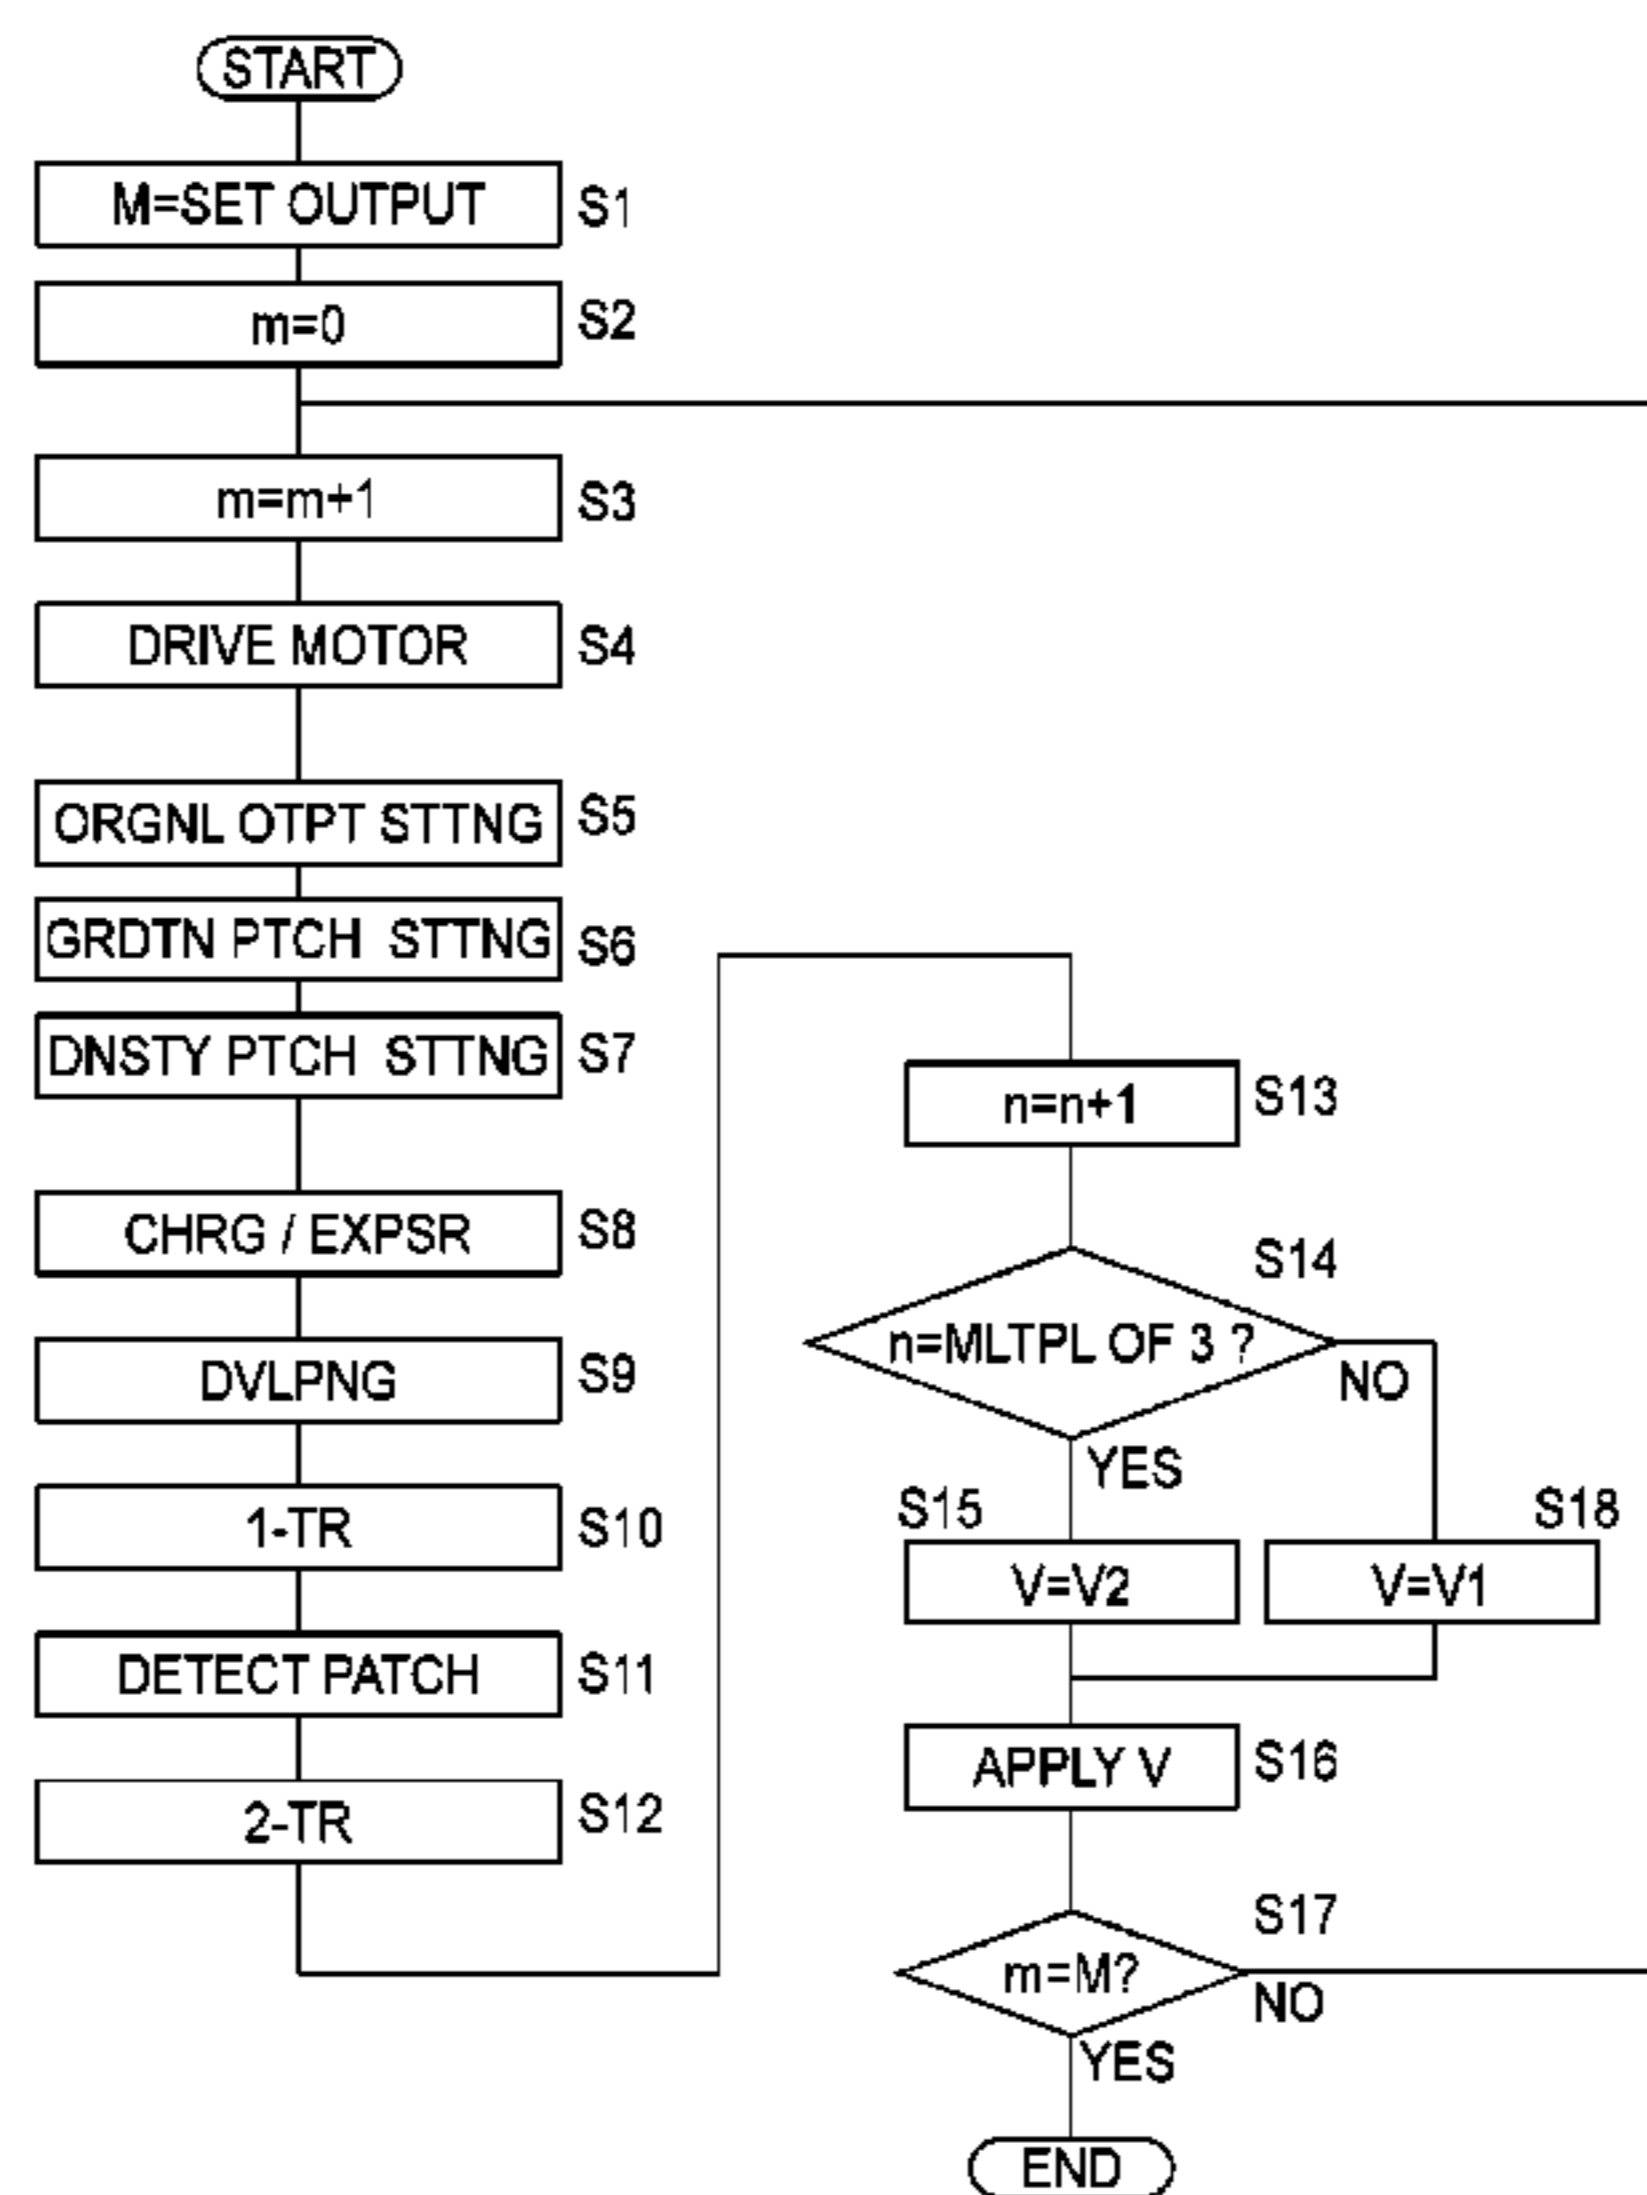 START
M=SET OUTPUT S1
m=0 S2
m=m+1 S3
DRIVE MOTOR S4
ORGNL OTPT STTNG S5
GRDTN PTCH STTNG S6
DNSTY PTCH STTNG S7
CHRG / EXPSR S8
DVLPNG S9
1-TR S10
DETECT PATCH S11
2-TR S12
n=n+1 S13
S14
n=MLTPL OF 3 ?
NO
YES
S15
V=V2
S18
V=V1
APPLY V S16
S17
m=M?
NO
YES
END